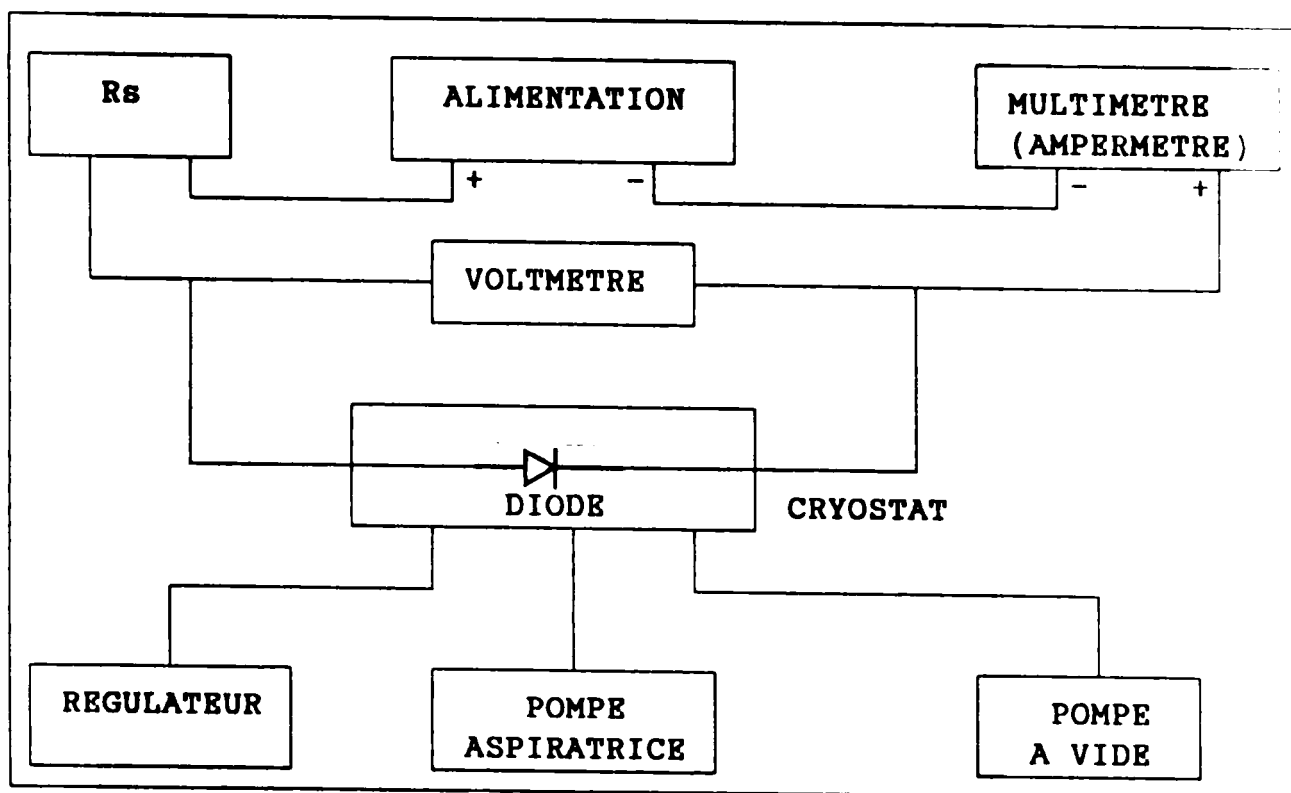 Rs
ALIMENTATION
MULTIMETRE
(AMPERMETRE)
+ -
- +
VOLTMETRE
DIODE
CRYOSTAT
REGULATEUR
POMPE
ASPIRATRICE
POMPE
A VIDE